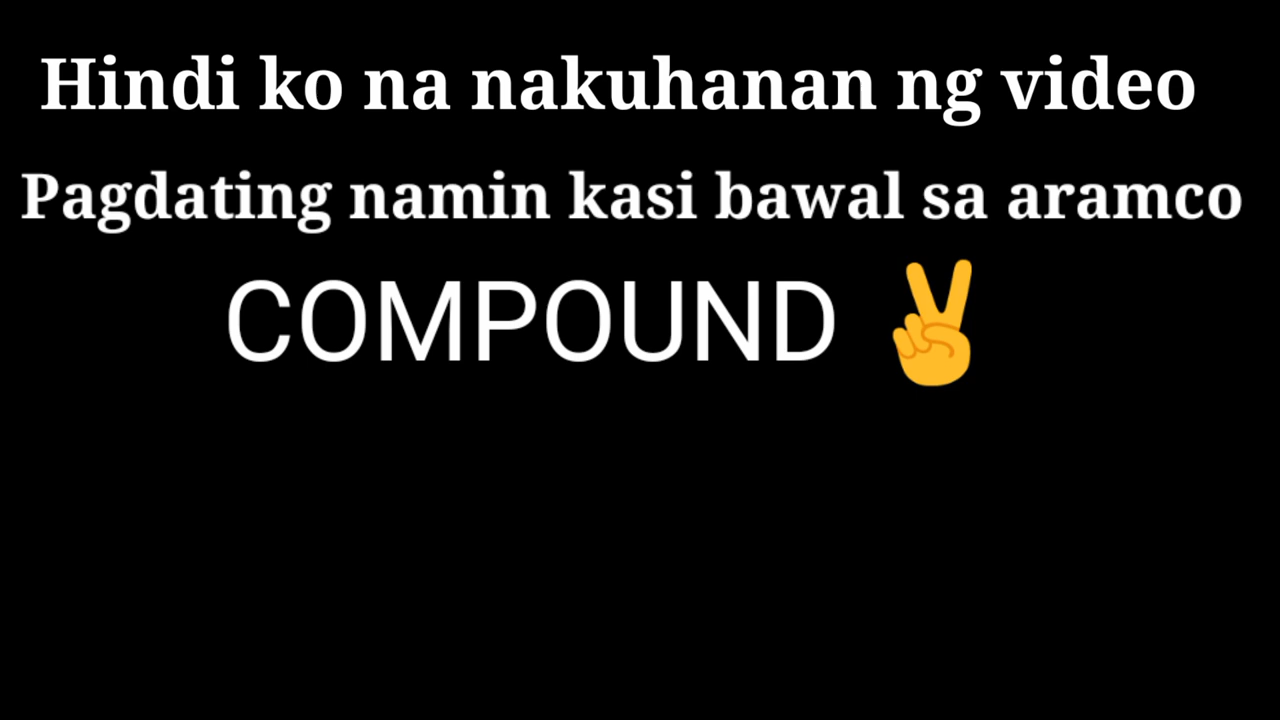 Hindi ko na nakuhanan ng video
Pagdating namin kasi bawal sa aramco
COMPOUND ✌